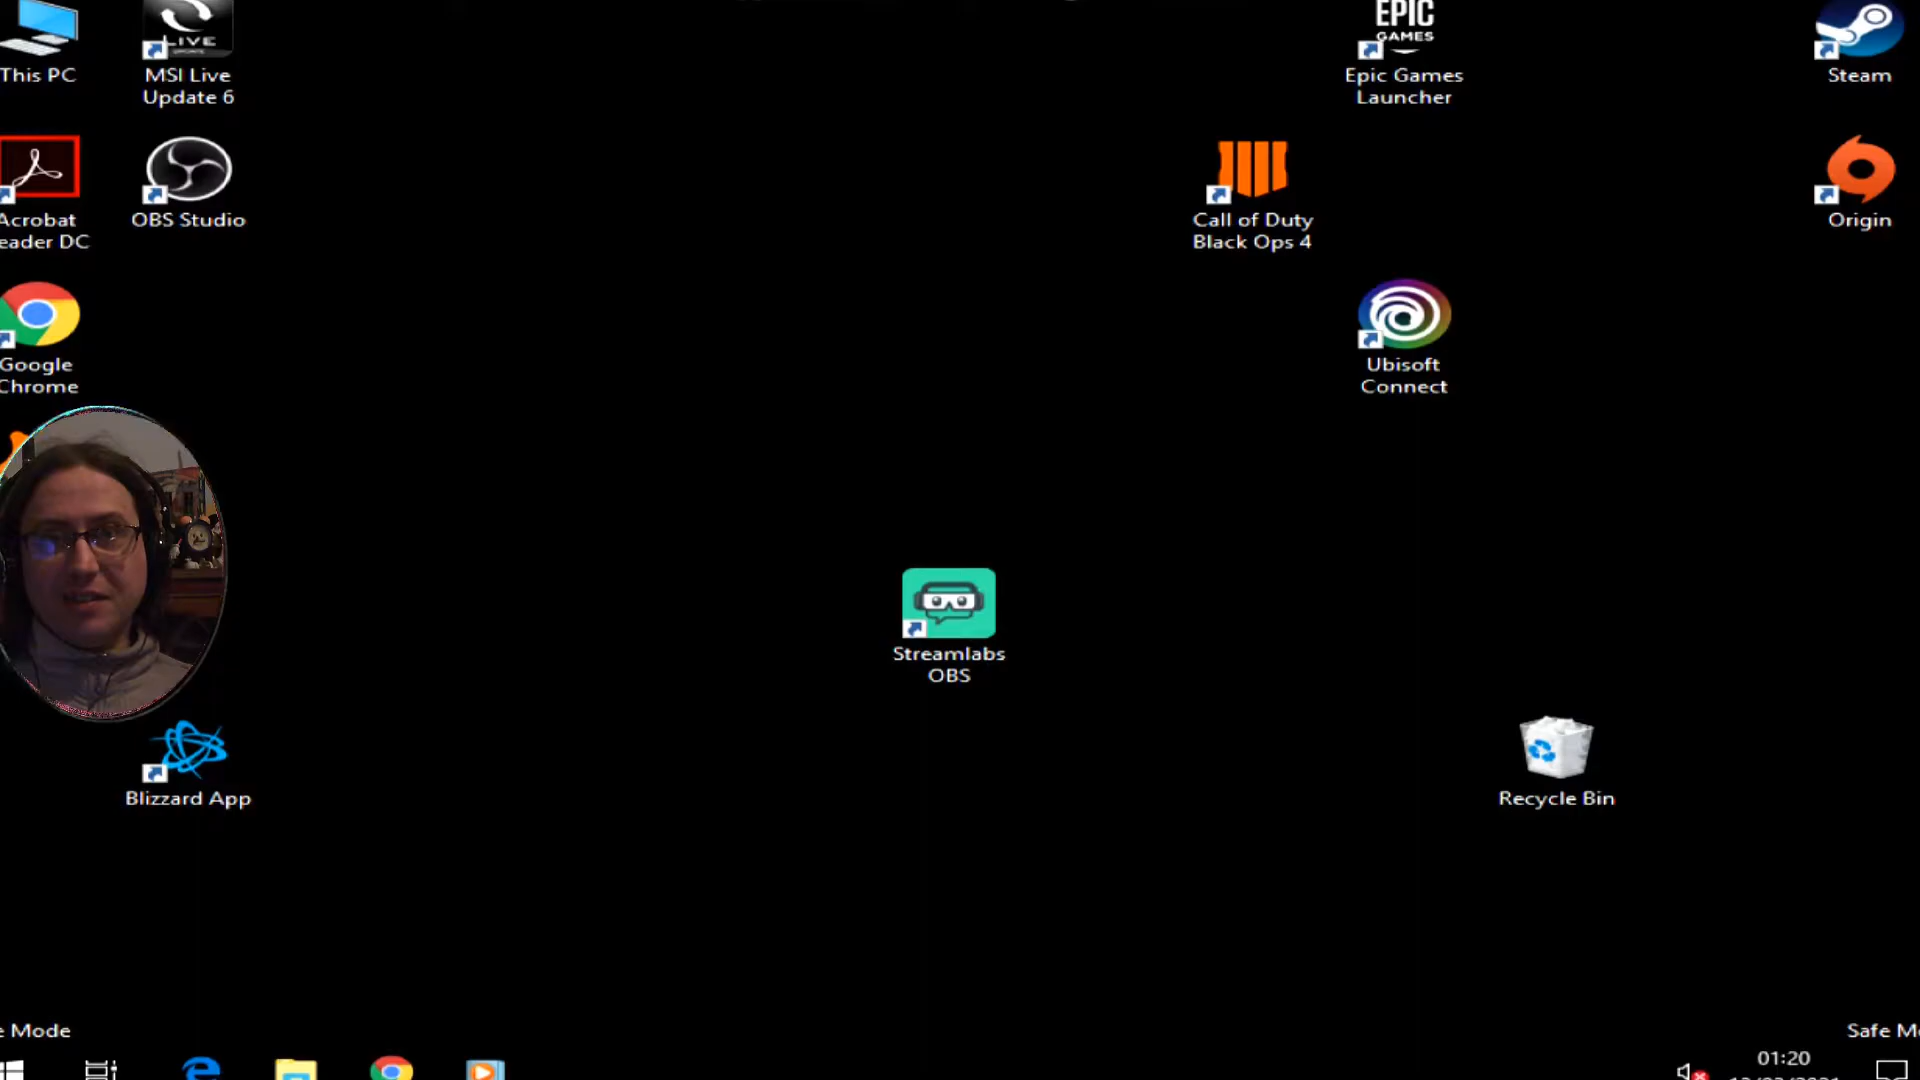 This PC
MSI Live
Update 6
LIVE
EPIC
GAMES
Epic Games
Launcher
Steam
Acrobat
eader DC
OBS Studio
Call of Duty
Black Ops 4
Origin
Google
Chrome
Ubisoft
Connect
Streamlabs
OBS
Blizzard App
Recycle Bin
e Mode
Safe Mo
01:20